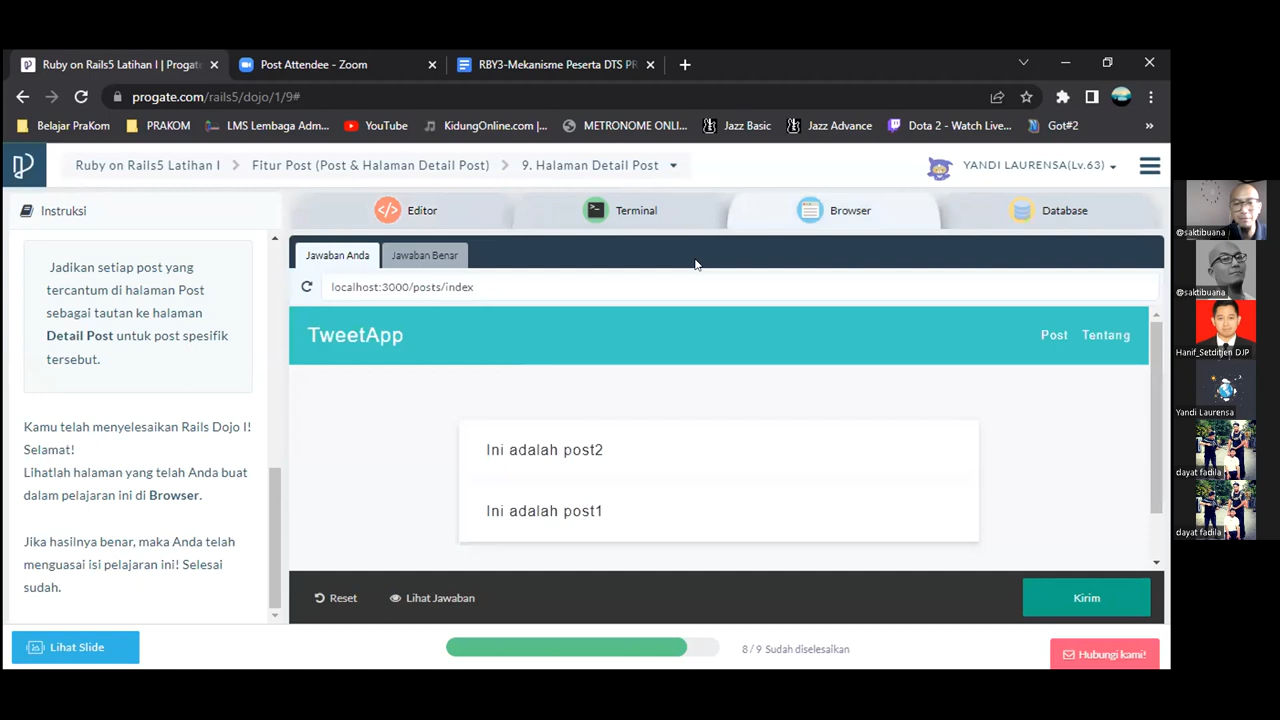 Ruby on Rails5 Latihan I | Progate
Post Attendee - Zoom
RBY3-Mekanisme Peserta DTS PR
progate.com/rails5/dojo/1/9#
Belajar PraKom
PRAKOM
LMS Lembaga Adm...
YouTube
KidungOnline.com |...
METRONOME ONLI...
Jazz Basic
Jazz Advance
Dota 2 - Watch Live...
Got#2
»
Ruby on Rails5 Latihan I
Fitur Post (Post & Halaman Detail Post)
9. Halaman Detail Post
YANDI LAURENSA(Lv.63)
Instruksi
Editor
Terminal
Browser
Database
Jadikan setiap post yang
tercantum di halaman Post
sebagai tautan ke halaman
Detail Post untuk post spesifik
tersebut.
Kamu telah menyelesaikan Rails Dojo I!
Selamat!
Lihatlah halaman yang telah Anda buat
dalam pelajaran ini di Browser.
Jika hasilnya benar, maka Anda telah
menguasai isi pelajaran ini! Selesai
sudah.
Jawaban Anda
Jawaban Benar
localhost:3000/posts/index
TweetApp
Post
Tentang
Ini adalah post2
Ini adalah post1
Reset
Lihat Jawaban
Kirim
Lihat Slide
8 / 9 Sudah diselesaikan
Hubungi kami!
@saktibuana
@saktibuana
Hanif_Setditjen DJP
Yandi Laurensa
dayat fadila
dayat fadila